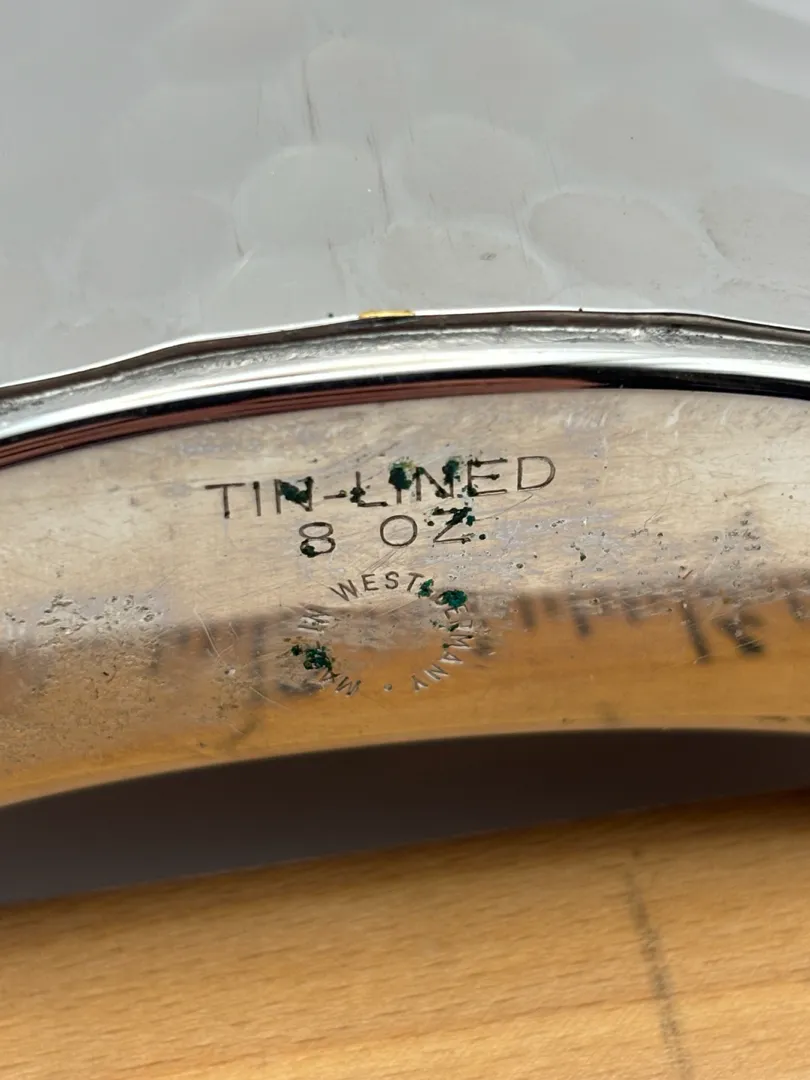 TIN-LINED
8 OZ.
MADE IN WEST-GERMANY •